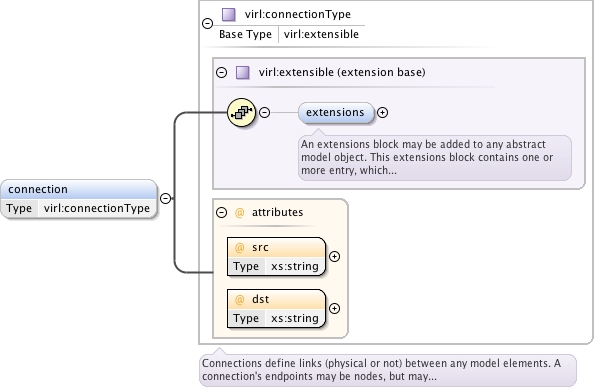 virl:connectionType
Base Type virl:extensible
virl:extensible (extension base)
extensions
An extensions block may be added to any abstract
model object. This extensions block contains one or
more entry, which...
connection
Type virl:connectionType
@ attributes
@ src
Type xs:string
@ dst
Type xs:string
Connections define links (physical or not) between any model elements. A
connection's endpoints may be nodes, but may...